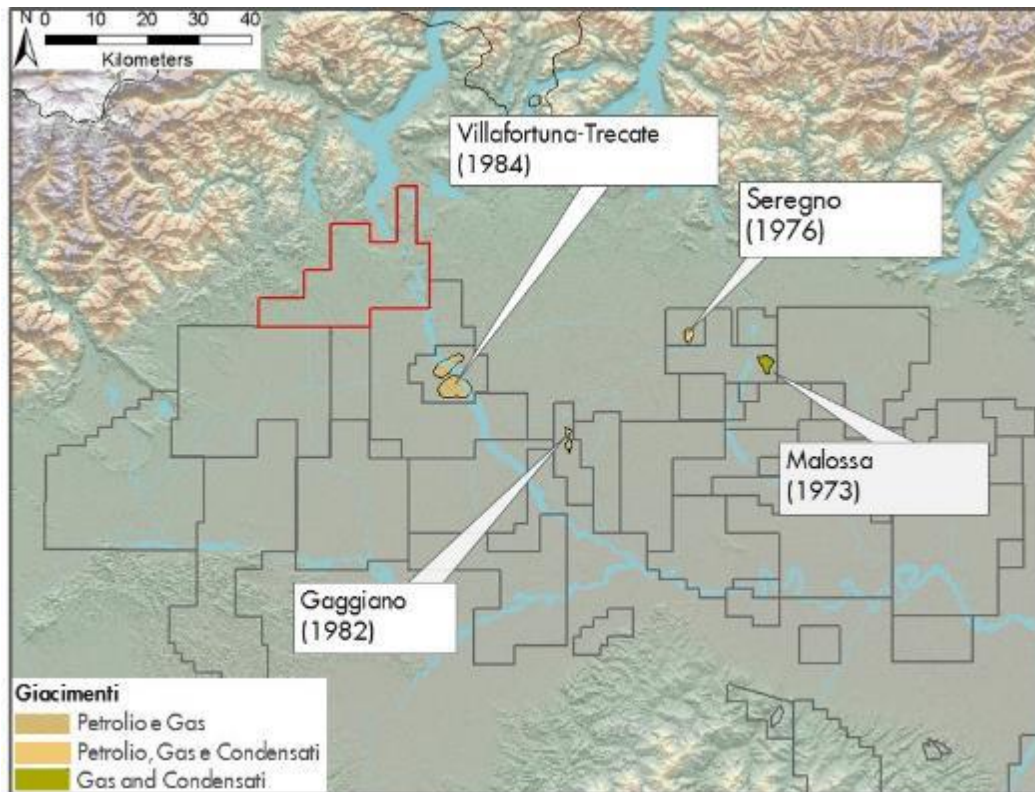 0 10 20 30 40
N
Kilometers
Villafortuna-Trecate
(1984)
Seregno
(1976)
Malossa
(1973)
Gaggiano
(1982)
Giacimenti
Petrolio e Gas
Petrolio, Gas e Condensati
Gas and Condensati